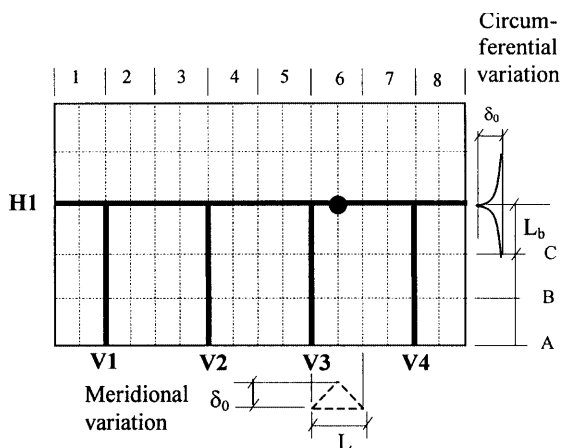 Circum-
ferential
variation
1 2 3 4 5 6 7 8
δ₀
H1
L_b
C
B
A
V1 V2 V3 V4
Meridional
variation
δ₀
L